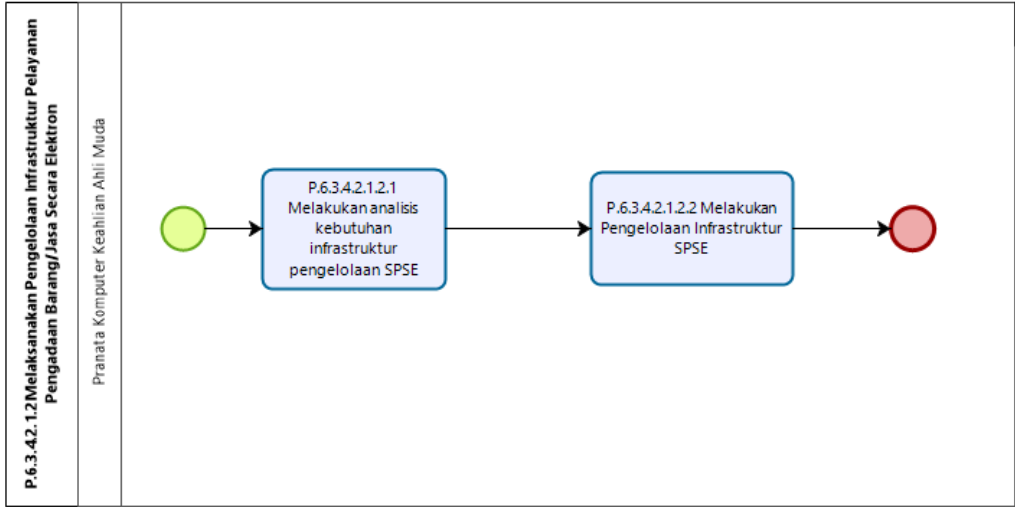 P.6.3.4.2.1.2Melaksanakan Pengelolaan Infrastruktur Pelayanan
Pengadaan Barang/Jasa Secara Elektron
Pranata Komputer Keahlian Ahli Muda
P.6.3.4.2.1.2.1
Melakukan analisis
kebutuhan
infrastruktur
pengelolaan SPSE
P.6.3.4.2.1.2.2 Melakukan
Pengelolaan Infrastruktur
SPSE